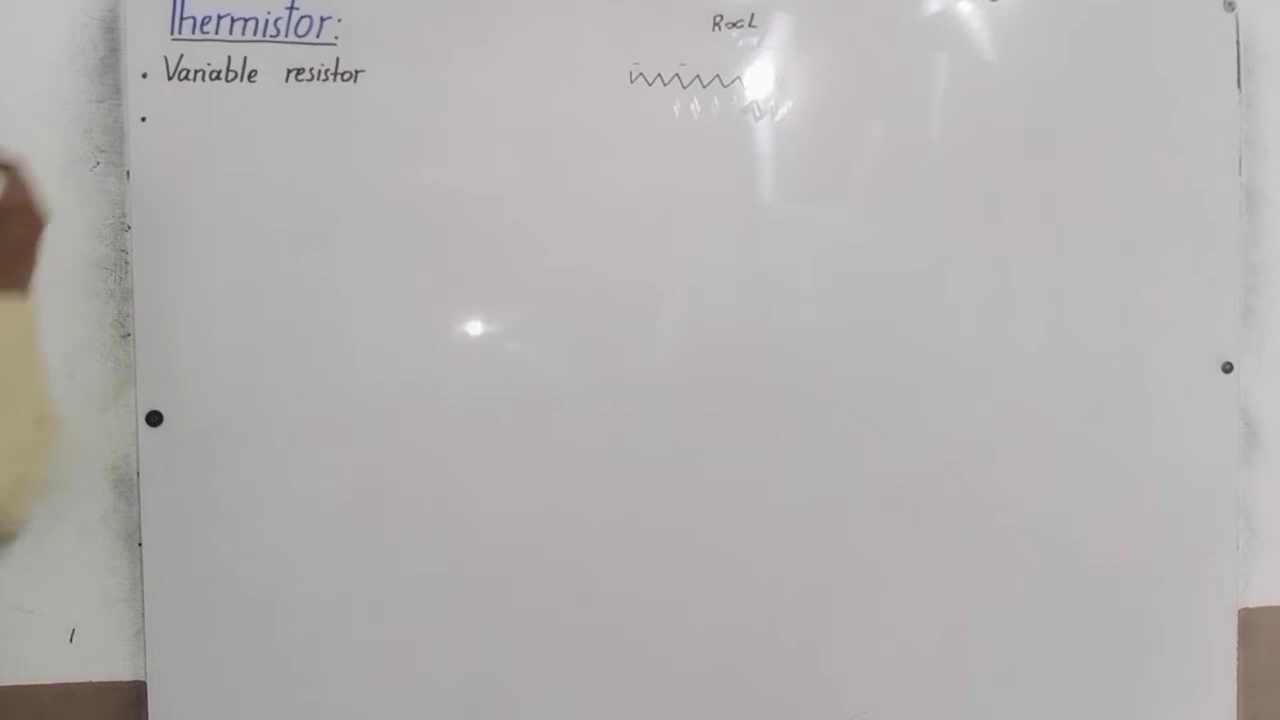 Thermistor:
R∝L
• Variable resistor
•